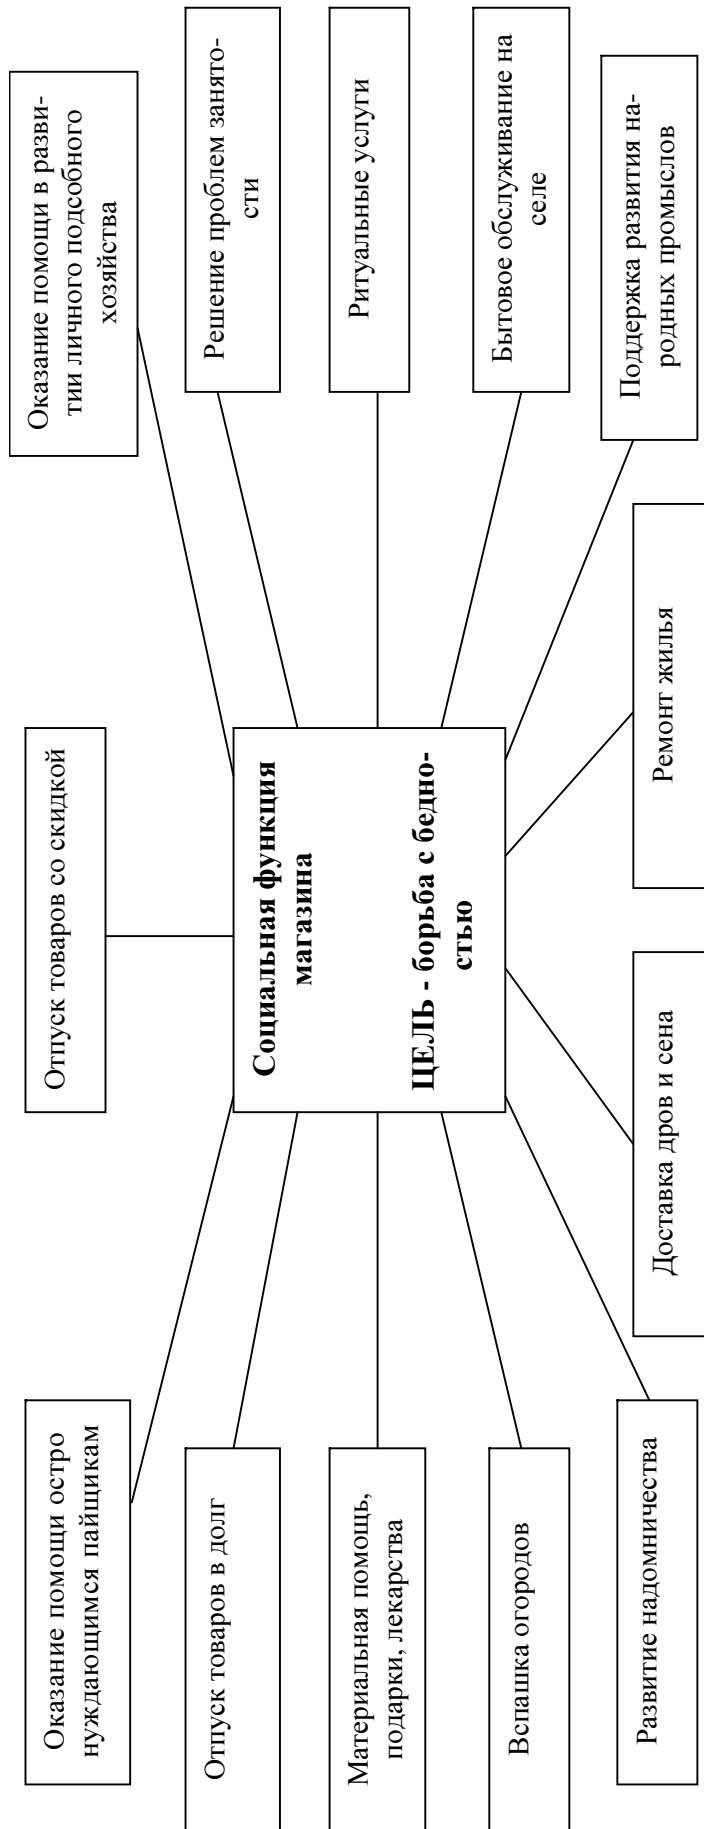 Оказание помощи остро
нуждающимся пайщикам
Отпуск товаров со скидкой
Оказание помощи в разви-
тии личного подсобного
хозяйства
Отпуск товаров в долг
Решение проблем занято-
сти
Материальная помощь,
подарки, лекарства
Социальная функция
магазина
ЦЕЛЬ - борьба с бедно-
стью
Ритуальные услуги
Вспашка огородов
Бытовое обслуживание на
селе
Развитие надомничества
Доставка дров и сена
Ремонт жилья
Поддержка развития на-
родных промыслов